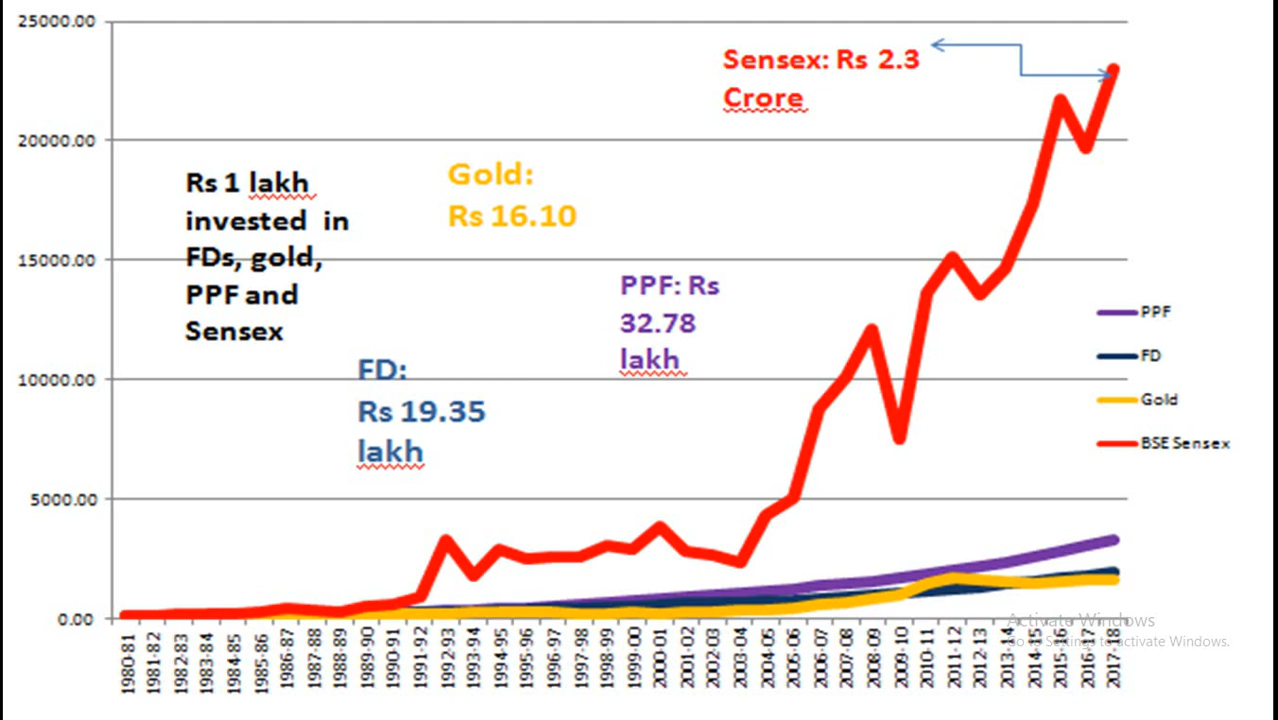 25000.00
20000.00
15000.00
10000.00
5000.00
0.00
Sensex: Rs 2.3
Crore
Gold:
Rs 16.10
Rs 1 lakh
invested in
FDs, gold,
PPF and
Sensex
PPF: Rs
32.78
lakh
FD:
Rs 19.35
lakh
PPF
FD
Gold
BSE Sensex
Activate Windows
Go to Settings to activate Windows.
1980-81
1981-82
1982-83
1983-84
1984-85
1985-86
1986-87
1987-88
1988-89
1989-90
1990-91
1991-92
1992-93
1993-94
1994-95
1995-96
1996-97
1997-98
1998-99
1999-00
2000-01
2001-02
2002-03
2003-04
2004-05
2005-06
2006-07
2007-08
2008-09
2009-10
2010-11
2011-12
2012-13
2013-14
2014-15
2015-16
2016-17
2017-18